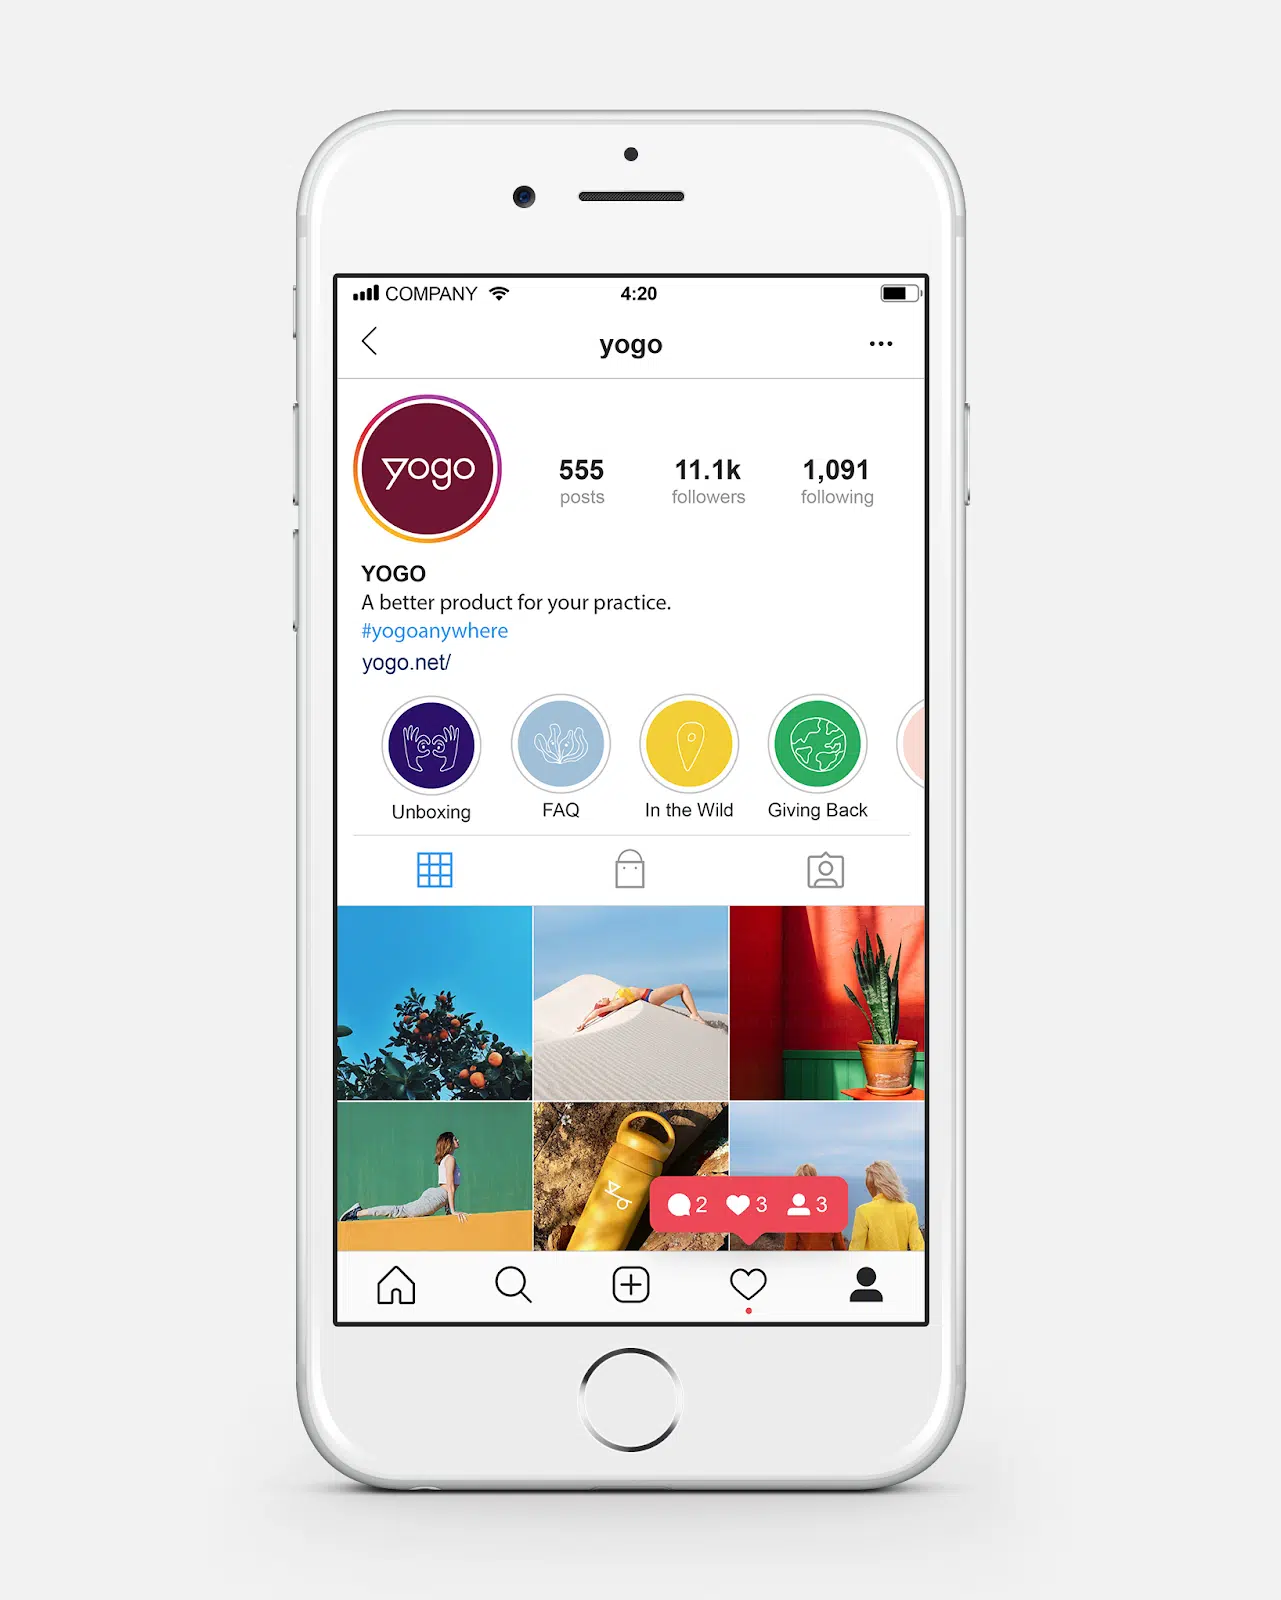 COMPANY 4:20
yogo
yogo
555 11.1k 1,091
posts followers following
YOGO
A better product for your practice.
#yogoanywhere
yogo.net/
Unboxing FAQ In the Wild Giving Back
2 3 3